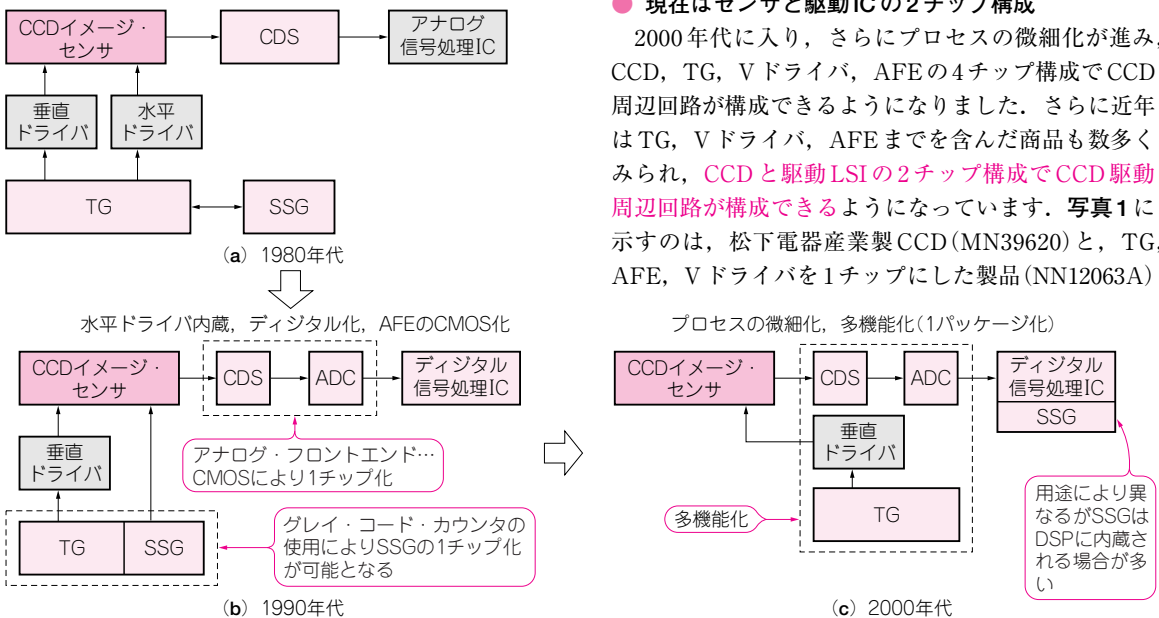 CCDイメージ・
センサ
CDS
アナログ
信号処理IC
垂直
ドライバ
水平
ドライバ
TG
SSG
(a) 1980年代
● 現在はセンサと駆動ICの2チップ構成
2000年代に入り，さらにプロセスの微細化が進み，
CCD，TG，Vドライバ，AFEの4チップ構成でCCD
周辺回路が構成できるようになりました．さらに近年
はTG，Vドライバ，AFEまでを含んだ商品も数多く
みられ，CCDと駆動LSIの2チップ構成でCCD駆動
周辺回路が構成できるようになっています．写真1に
示すのは，松下電器産業製CCD(MN39620)と，TG，
AFE，Vドライバを1チップにした製品(NN12063A)
水平ドライバ内蔵，ディジタル化，AFEのCMOS化
CCDイメージ・
センサ
CDS
ADC
ディジタル
信号処理IC
垂直
ドライバ
アナログ・フロントエンド…
CMOSにより1チップ化
TG
SSG
グレイ・コード・カウンタの
使用によりSSGの1チップ化
が可能となる
(b) 1990年代
プロセスの微細化，多機能化(1パッケージ化)
CCDイメージ・
センサ
CDS
ADC
ディジタル
信号処理IC
SSG
垂直
ドライバ
多機能化
TG
用途により異
なるがSSGは
DSPに内蔵さ
れる場合が多
い
(c) 2000年代